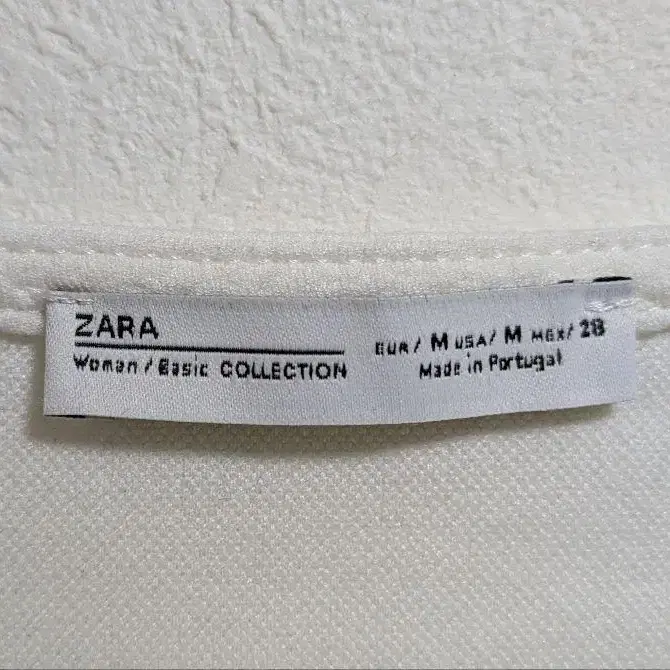 ZARA
Woman / Basic COLLECTION
EUR/ M USA/ M MEX/ 28
Made in Portugal